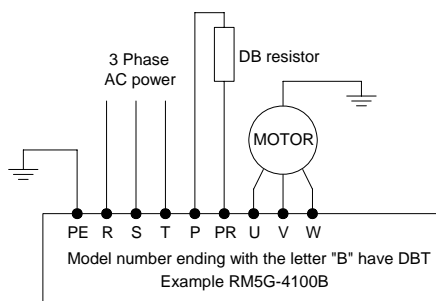 3 Phase
AC power
DB resistor
MOTOR
PE R S T P PR U V W
Model number ending with the letter "B" have DBT
Example RM5G-4100B